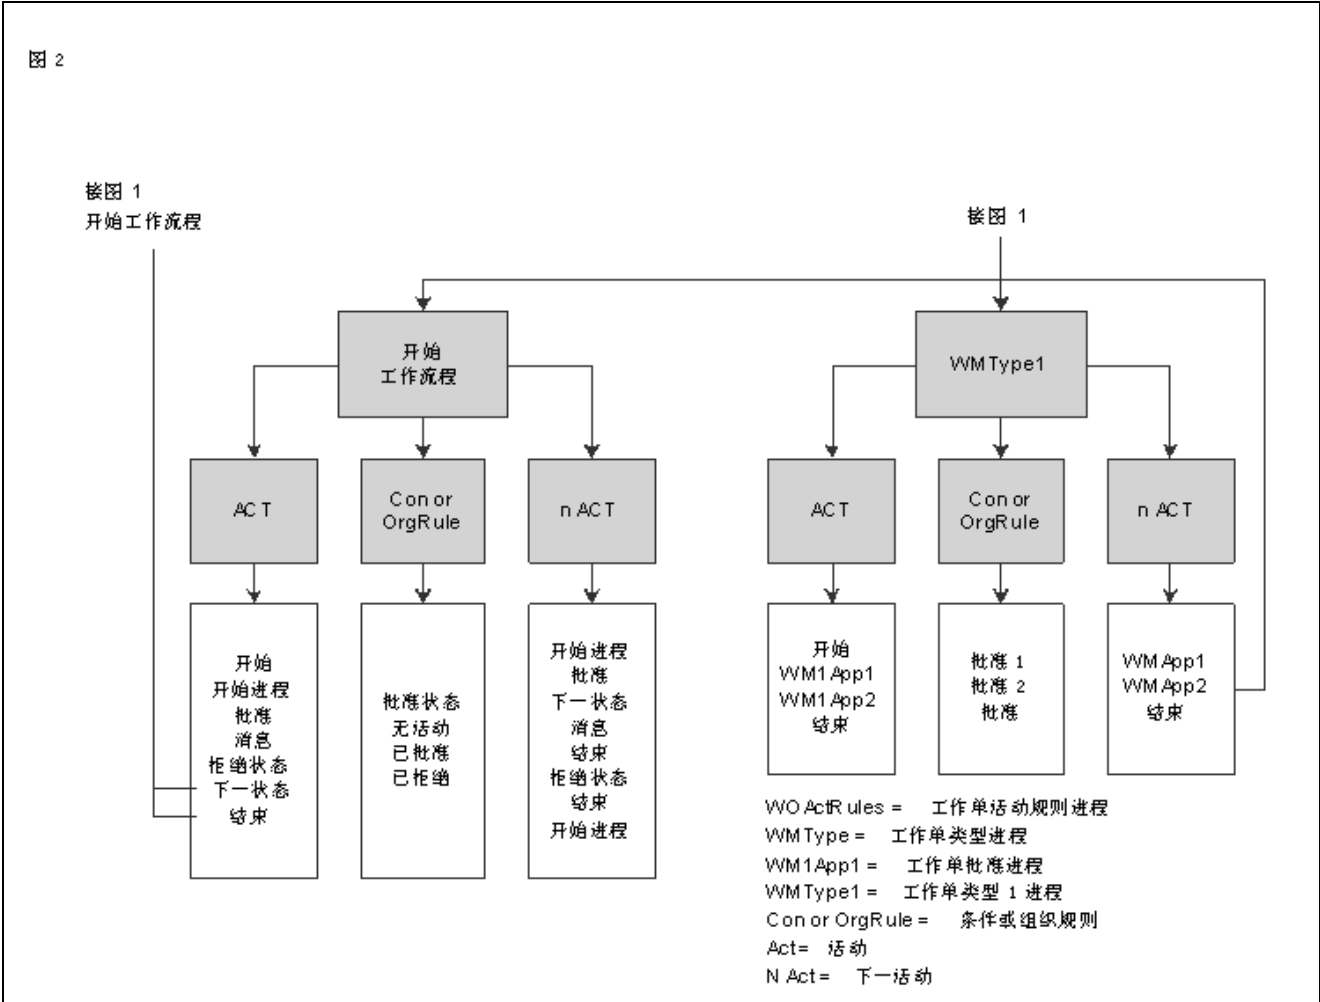 图 2
接图 1
开始工作流程
接图 1
开始
工作流程
WMType1
ACT
Con or
OrgRule
n ACT
ACT
Con or
OrgRule
n ACT
开始
开始进程
批准
消息
拒绝状态
下一状态
结束
批准状态
无活动
已批准
已拒绝
开始进程
批准
下一状态
消息
结束
拒绝状态
结束
开始进程
开始
WM1App1
WM1App2
结束
批准 1
批准 2
批准
WMApp1
WMApp2
结束
WOActRules = 工作单活动规则进程
WMType = 工作单类型进程
WM1App1 = 工作单批准进程
WMType1 = 工作单类型 1 进程
Con or OrgRule = 条件或组织规则
Act= 活动
N Act = 下一活动